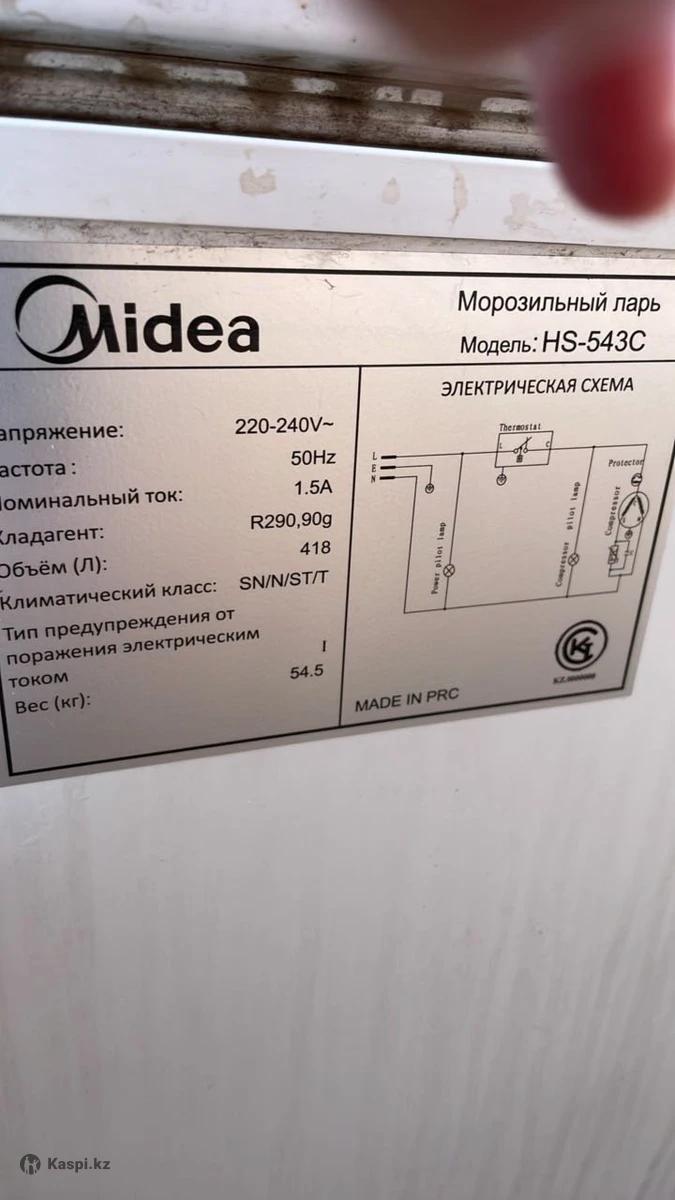 Midea
Морозильный ларь
Модель: HS-543C
апряжение: 220-240V~
астота : 50Hz
оминальный ток: 1.5A
Хладагент: R290,90g
Объём (Л): 418
Климатический класс: SN/N/ST/T
Тип предупреждения от
поражения электрическим
током I
Вес (кг): 54.5
ЭЛЕКТРИЧЕСКАЯ СХЕМА
Thermostat
L C
L
E
N
Protector
Power pilot lamp
Compressor pilot lamp
Compressor
MADE IN PRC
Kaspi.kz